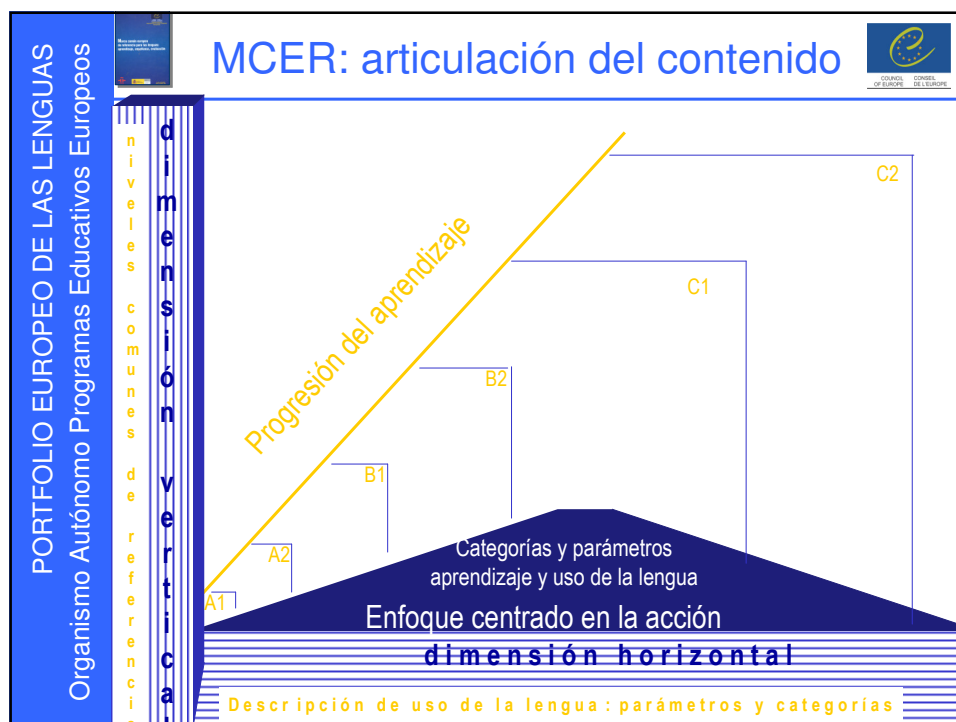 PORTFOLIO EUROPEO DE LAS LENGUAS
Organismo Autónomo Programas Educativos Europeos
MCER: articulación del contenido
COUNCIL OF EUROPE
CONSEIL DE L'EUROPE
niveles comunes de referencia
dimensión vertical
Progresión del aprendizaje
C2
C1
B2
B1
A2
A1
Categorías y parámetros
aprendizaje y uso de la lengua
Enfoque centrado en la acción
dimensión horizontal
Descripción de uso de la lengua: parámetros y categorías